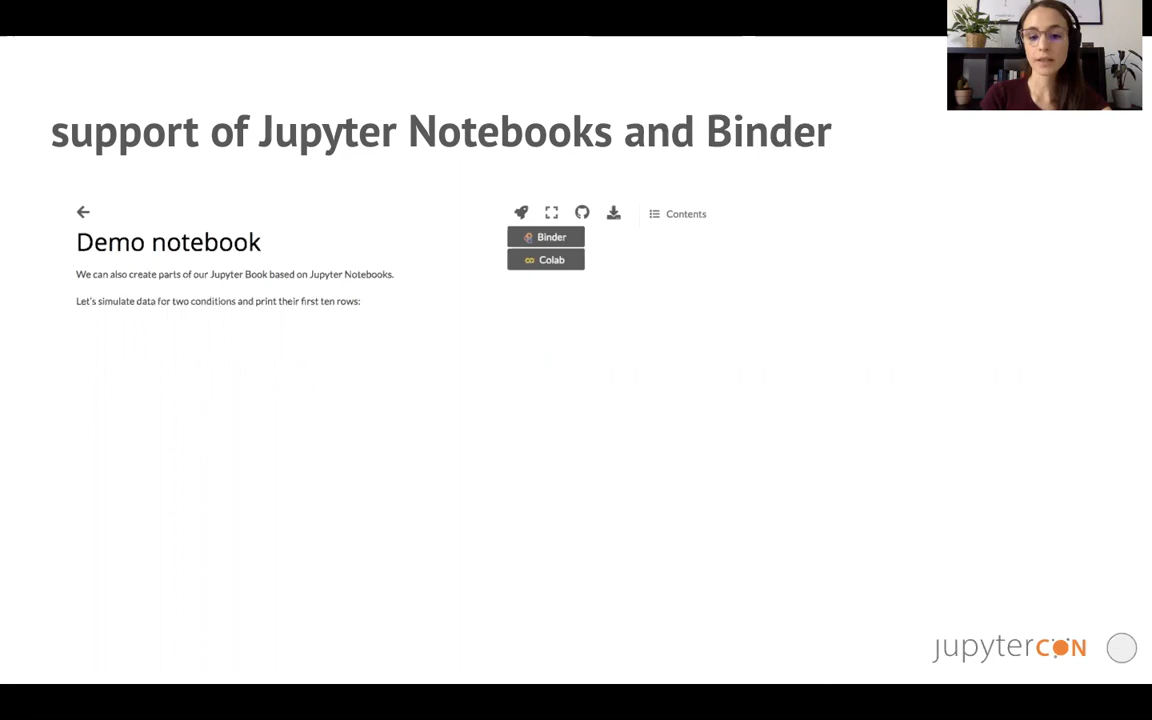 support of Jupyter Notebooks and Binder
Contents
Binder
Colab
Demo notebook
We can also create parts of our Jupyter Book based on Jupyter Notebooks.
Let's simulate data for two conditions and print their first ten rows:
jupytercon